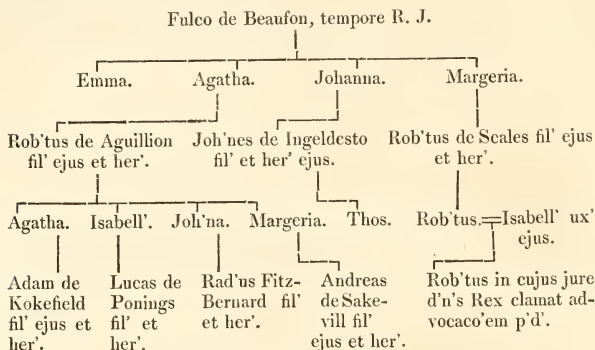 Fulco de Beaufon, tempore R. J.
Emma. Agatha. Johanna. Margeria.
Rob'tus de Aguillion
fil' ejus et her'.
Joh'nes de Ingeldesto
fil' et her' ejus.
Rob'tus de Scales fil' ejus
et her'.
Agatha. Isabell'. Joh'na. Margeria. Thos. Rob'tus.=Isabell' ux'
ejus.
Adam de
Kokefield
fil' ejus et
her'.
Lucas de
Ponings
fil' et
her'.
Rad'us Fitz-
Bernard fil'
et her'.
Andreas
de Sake-
vill fil'
ejus et her'.
Rob'tus in cujus jure
d'n's Rex clamat ad-
vocaco'em p'd'.